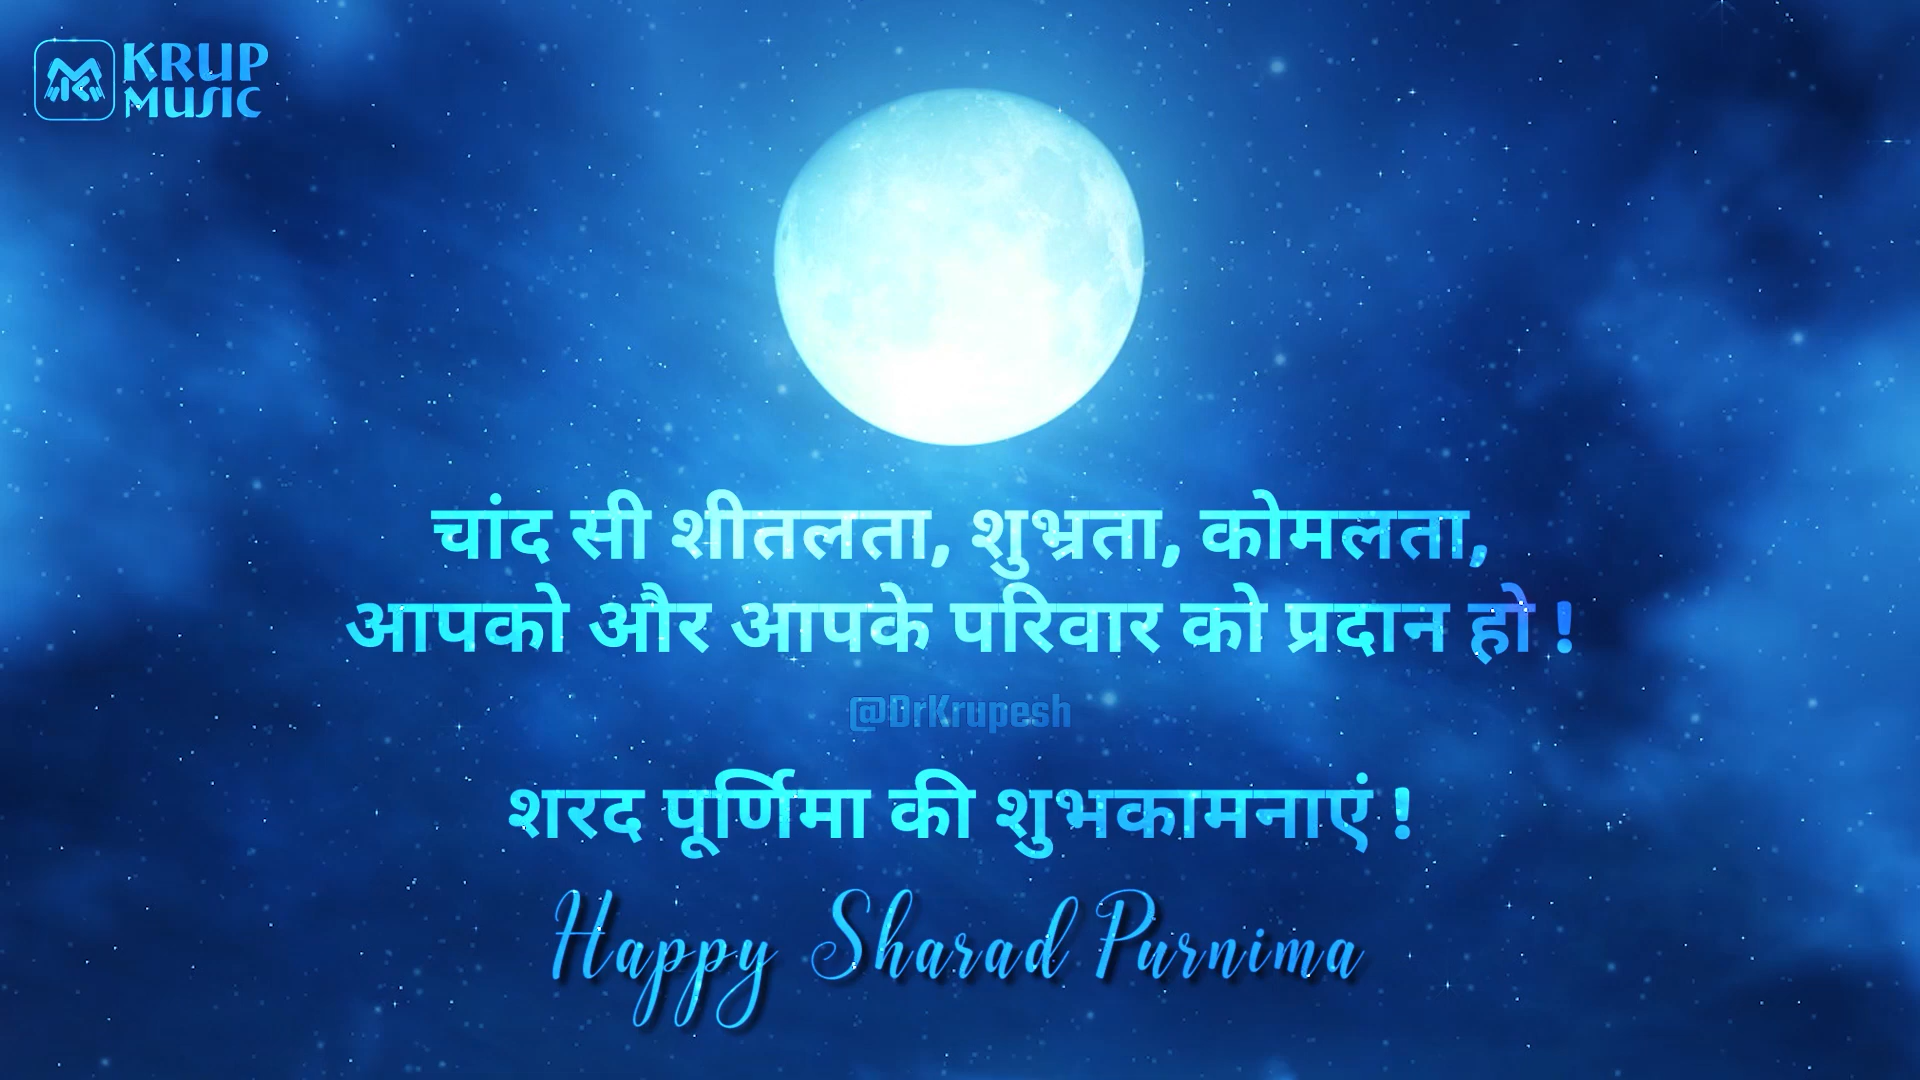 KRUP
MUSIC
चांद सी शीतलता, शुभ्रता, कोमलता,
आपको और आपके परिवार को प्रदान हो !
@DrKrupesh
शरद पूर्णिमा की शुभकामनाएं !
Happy Sharad Purnima